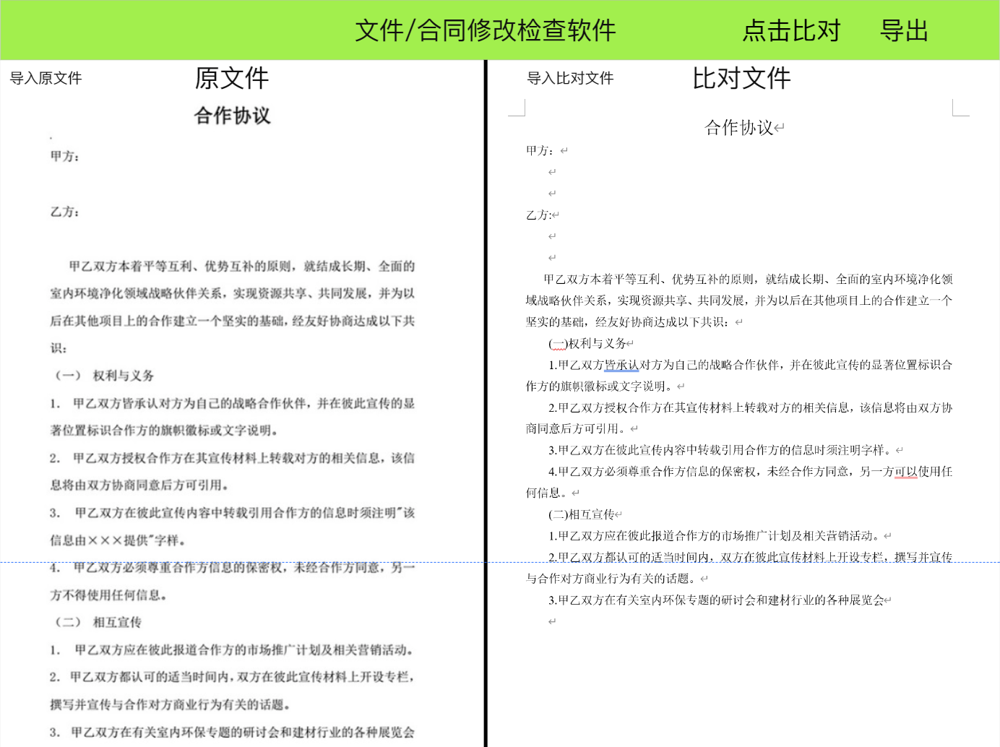 文件/合同修改检查软件 点击比对 导出
导入原文件 原文件
合作协议
甲方：
乙方：
甲乙双方本着平等互利、优势互补的原则，就结成长期、全面的
室内环境净化领域战略伙伴关系，实现资源共享、共同发展，并为以
后在其他项目上的合作建立一个坚实的基础，经友好协商达成以下共
识：
（一） 权利与义务
1. 甲乙双方皆承认对方为自己的战略合作伙伴，并在彼此宣传的显
著位置标识合作方的旗帜徽标或文字说明。
2. 甲乙双方授权合作方在其宣传材料上转载对方的相关信息，该信
息将由双方协商同意后方可引用。
3. 甲乙双方在彼此宣传内容中转载引用合作方的信息时须注明"该
信息由×××提供"字样。
4. 甲乙双方必须尊重合作方信息的保密权，未经合作方同意，另一
方不得使用任何信息。
（二） 相互宣传
1. 甲乙双方应在彼此报道合作方的市场推广计划及相关营销活动。
2. 甲乙双方都认可的适当时间内，双方在彼此宣传材料上开设专栏，
撰写并宣传与合作对方商业行为有关的话题。
3. 甲乙双方在有关室内环保专题的研讨会和建材行业的各种展览会
导入比对文件 比对文件
合作协议↵
甲方：↵
↵
↵
乙方:↵
↵
↵
甲乙双方本着平等互利、优势互补的原则，就结成长期、全面的室内环境净化领
域战略伙伴关系，实现资源共享、共同发展，并为以后在其他项目上的合作建立一个
坚实的基础，经友好协商达成以下共识：↵
(一)权利与义务↵
1.甲乙双方皆承认对方为自己的战略合作伙伴，并在彼此宣传的显著位置标识合
作方的旗帜徽标或文字说明。↵
2.甲乙双方授权合作方在其宣传材料上转载对方的相关信息，该信息将由双方协
商同意后方可引用。↵
3.甲乙双方在彼此宣传内容中转载引用合作方的信息时须注明字样。↵
4.甲乙双方必须尊重合作方信息的保密权，未经合作方同意，另一方可以使用任
何信息。↵
(二)相互宣传↵
1.甲乙双方应在彼此报道合作方的市场推广计划及相关营销活动。↵
2.甲乙双方都认可的适当时间内，双方在彼此宣传材料上开设专栏，撰写并宣传
与合作对方商业行为有关的话题。↵
3.甲乙双方在有关室内环保专题的研讨会和建材行业的各种展览会↵
↵